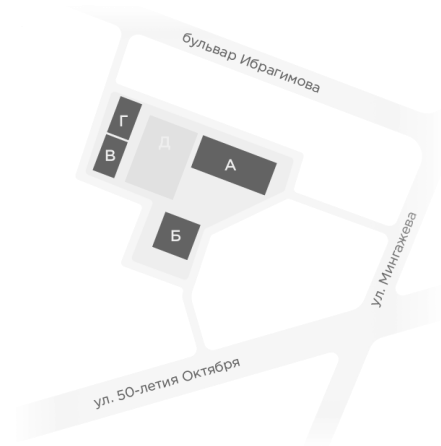 бульвар Ибрагимова
Г
Д
В
А
Б
ул. Мингажева
ул. 50-летия Октября